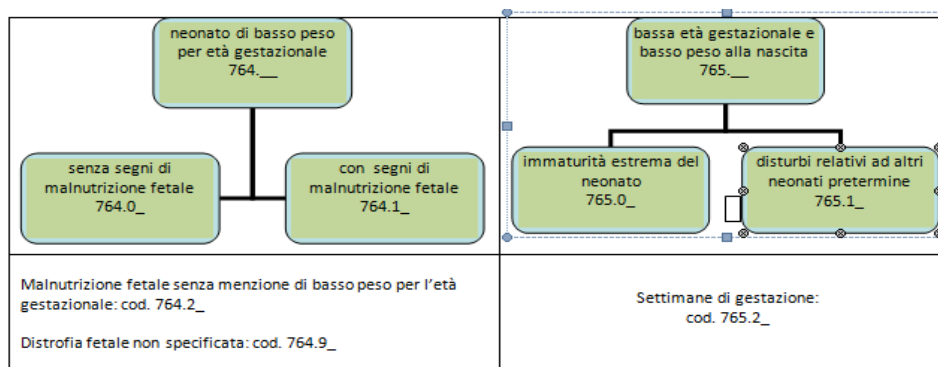 neonato di basso peso
per età gestazionale
764.__
senza segni di
malnutrizione fetale
764.0_
con segni di
malnutrizione fetale
764.1_
bassa età gestazionale e
basso peso alla nascita
765.__
immaturità estrema del
neonato
765.0_
disturbi relativi ad altri
neonati pretermine
765.1_
Malnutrizione fetale senza menzione di basso peso per l'età
gestazionale: cod. 764.2_
Distrofia fetale non specificata: cod. 764.9_
Settimane di gestazione:
cod. 765.2_